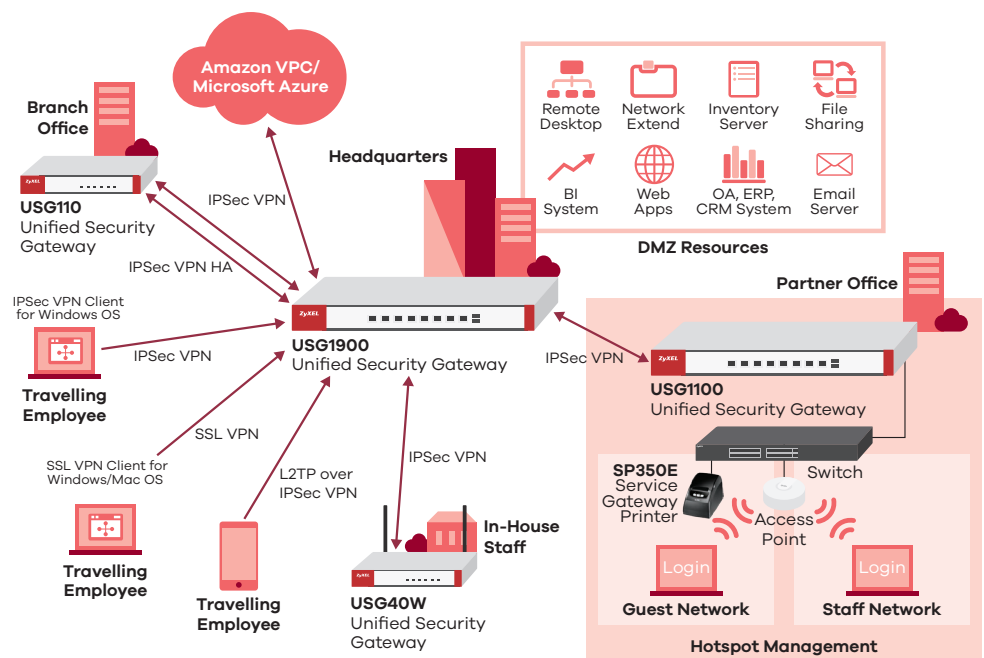 Amazon VPC/
Microsoft Azure
Branch
Office
ZyXEL
USG110
Unified Security
Gateway
IPSec VPN
IPSec VPN HA
Headquarters
Remote
Desktop
Network
Extend
Inventory
Server
File
Sharing
BI
System
Web
Apps
OA, ERP,
CRM System
Email
Server
DMZ Resources
ZyXEL
USG1900
Unified Security Gateway
IPSec VPN Client
for Windows OS
IPSec VPN
Travelling
Employee
SSL VPN
SSL VPN Client for
Windows/Mac OS
Travelling
Employee
L2TP over
IPSec VPN
Travelling
Employee
IPSec VPN
In-House
Staff
ZyXEL
USG40W
Unified Security
Gateway
IPSec VPN
Partner Office
ZyXEL
USG1100
Unified Security Gateway
Switch
SP350E
Service
Gateway
Printer
Access
Point
Login
Guest Network
Login
Staff Network
Hotspot Management